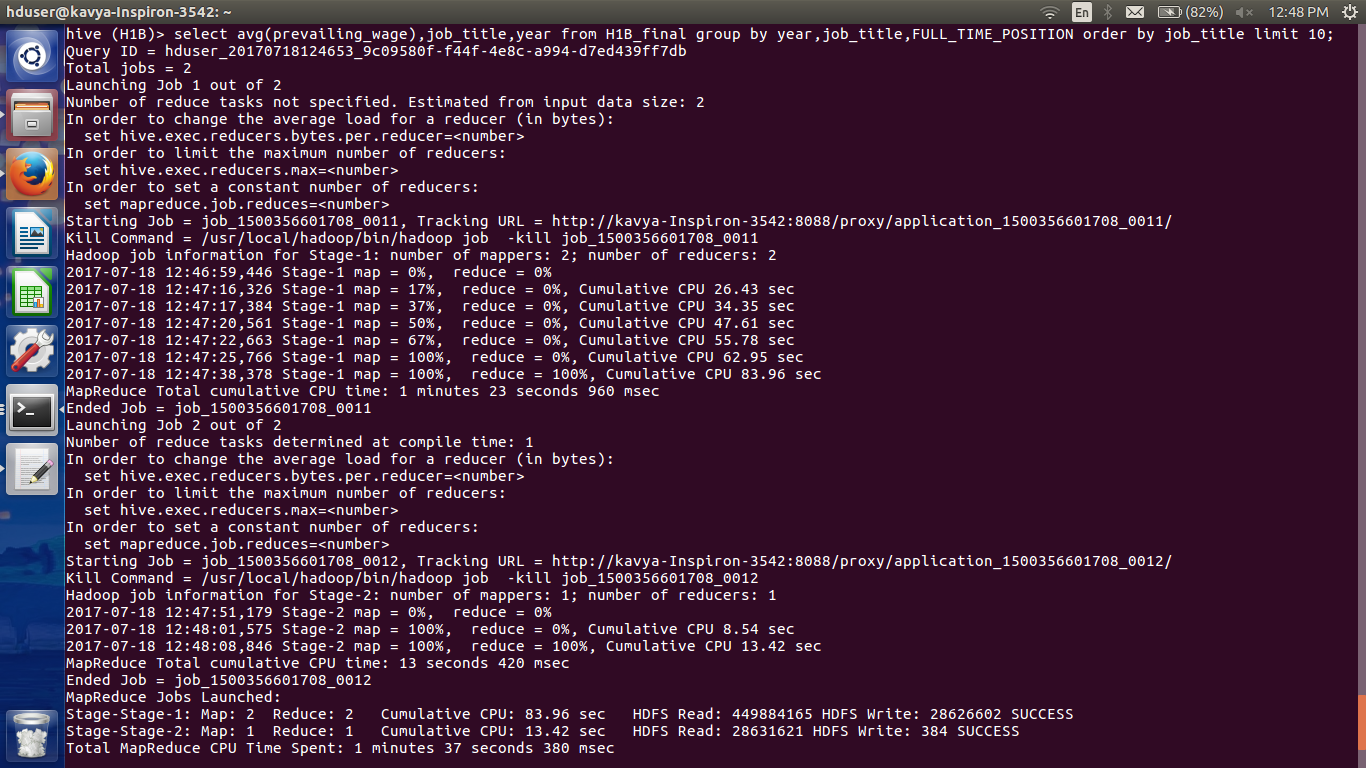 hduser@kavya-Inspiron-3542: ~
En
(82%)
12:48 PM
hive (H1B)> select avg(prevailing_wage),job_title,year from H1B_final group by year,job_title,FULL_TIME_POSITION order by job_title limit 10;
Query ID = hduser_20170718124653_9c09580f-f44f-4e8c-a994-d7ed439ff7db
Total jobs = 2
Launching Job 1 out of 2
Number of reduce tasks not specified. Estimated from input data size: 2
In order to change the average load for a reducer (in bytes):
  set hive.exec.reducers.bytes.per.reducer=<number>
In order to limit the maximum number of reducers:
  set hive.exec.reducers.max=<number>
In order to set a constant number of reducers:
  set mapreduce.job.reduces=<number>
Starting Job = job_1500356601708_0011, Tracking URL = http://kavya-Inspiron-3542:8088/proxy/application_1500356601708_0011/
Kill Command = /usr/local/hadoop/bin/hadoop job  -kill job_1500356601708_0011
Hadoop job information for Stage-1: number of mappers: 2; number of reducers: 2
2017-07-18 12:46:59,446 Stage-1 map = 0%,  reduce = 0%
2017-07-18 12:47:16,326 Stage-1 map = 17%,  reduce = 0%, Cumulative CPU 26.43 sec
2017-07-18 12:47:17,384 Stage-1 map = 37%,  reduce = 0%, Cumulative CPU 34.35 sec
2017-07-18 12:47:20,561 Stage-1 map = 50%,  reduce = 0%, Cumulative CPU 47.61 sec
2017-07-18 12:47:22,663 Stage-1 map = 67%,  reduce = 0%, Cumulative CPU 55.78 sec
2017-07-18 12:47:25,766 Stage-1 map = 100%,  reduce = 0%, Cumulative CPU 62.95 sec
2017-07-18 12:47:38,378 Stage-1 map = 100%,  reduce = 100%, Cumulative CPU 83.96 sec
MapReduce Total cumulative CPU time: 1 minutes 23 seconds 960 msec
Ended Job = job_1500356601708_0011
Launching Job 2 out of 2
Number of reduce tasks determined at compile time: 1
In order to change the average load for a reducer (in bytes):
  set hive.exec.reducers.bytes.per.reducer=<number>
In order to limit the maximum number of reducers:
  set hive.exec.reducers.max=<number>
In order to set a constant number of reducers:
  set mapreduce.job.reduces=<number>
Starting Job = job_1500356601708_0012, Tracking URL = http://kavya-Inspiron-3542:8088/proxy/application_1500356601708_0012/
Kill Command = /usr/local/hadoop/bin/hadoop job  -kill job_1500356601708_0012
Hadoop job information for Stage-2: number of mappers: 1; number of reducers: 1
2017-07-18 12:47:51,179 Stage-2 map = 0%,  reduce = 0%
2017-07-18 12:48:01,575 Stage-2 map = 100%,  reduce = 0%, Cumulative CPU 8.54 sec
2017-07-18 12:48:08,846 Stage-2 map = 100%,  reduce = 100%, Cumulative CPU 13.42 sec
MapReduce Total cumulative CPU time: 13 seconds 420 msec
Ended Job = job_1500356601708_0012
MapReduce Jobs Launched:
Stage-Stage-1: Map: 2  Reduce: 2   Cumulative CPU: 83.96 sec   HDFS Read: 449884165 HDFS Write: 28626602 SUCCESS
Stage-Stage-2: Map: 1  Reduce: 1   Cumulative CPU: 13.42 sec   HDFS Read: 28631621 HDFS Write: 384 SUCCESS
Total MapReduce CPU Time Spent: 1 minutes 37 seconds 380 msec